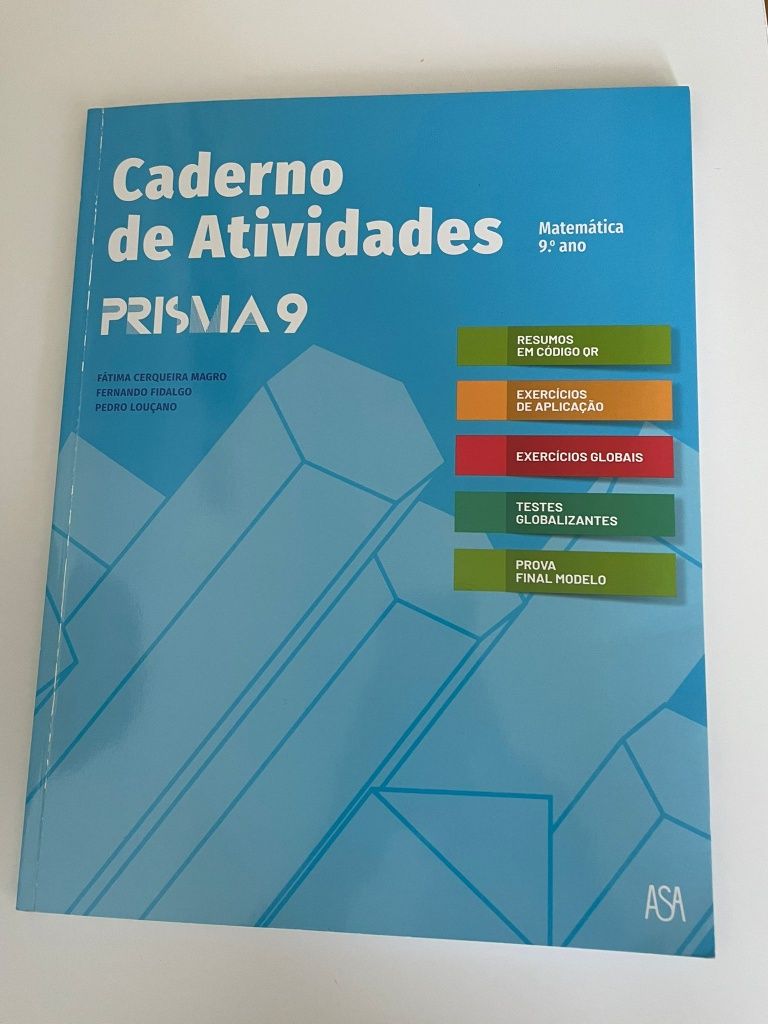 Caderno
de Atividades
Matemática
9.º ano
PRISMA 9
FÁTIMA CERQUEIRA MAGRO
FERNANDO FIDALGO
PEDRO LOUÇANO
RESUMOS
EM CÓDIGO QR
EXERCÍCIOS
DE APLICAÇÃO
EXERCÍCIOS GLOBAIS
TESTES
GLOBALIZANTES
PROVA
FINAL MODELO
ASA